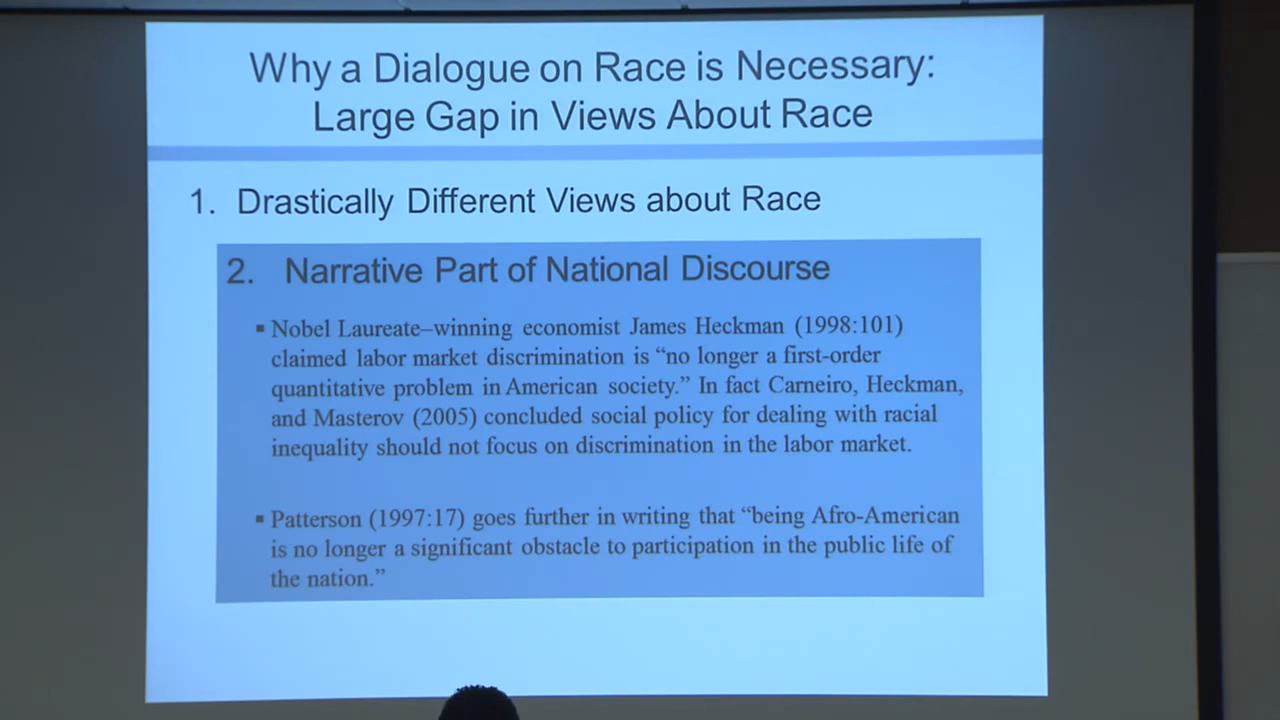 Why a Dialogue on Race is Necessary:
Large Gap in Views About Race
1. Drastically Different Views about Race
2. Narrative Part of National Discourse
▪ Nobel Laureate–winning economist James Heckman (1998:101)
claimed labor market discrimination is “no longer a first-order
quantitative problem in American society.” In fact Carneiro, Heckman,
and Masterov (2005) concluded social policy for dealing with racial
inequality should not focus on discrimination in the labor market.
▪ Patterson (1997:17) goes further in writing that “being Afro-American
is no longer a significant obstacle to participation in the public life of
the nation.”